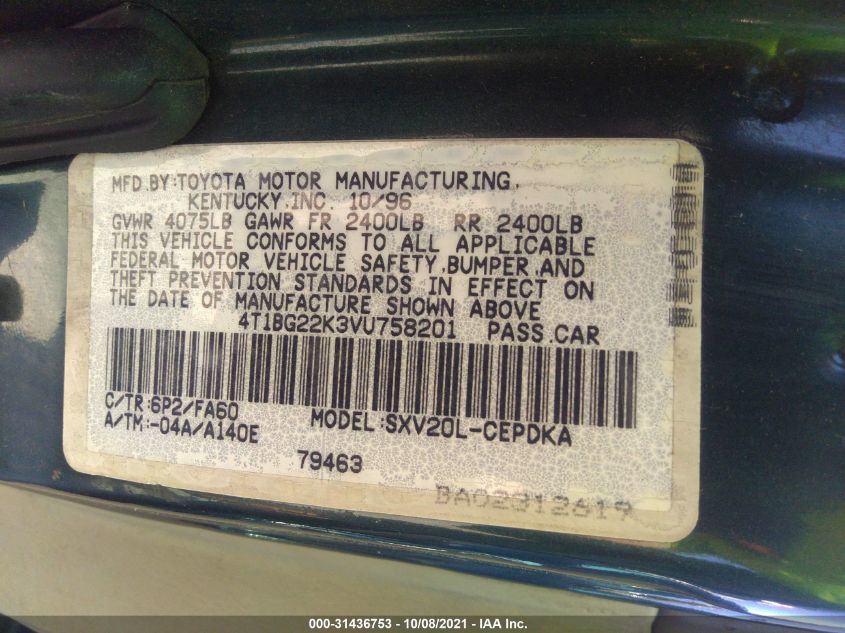 MFD.BY:TOYOTA MOTOR MANUFACTURING,
KENTUCKY,INC. 10/96
GVWR 4075LB GAWR FR 2400LB RR 2400LB
THIS VEHICLE CONFORMS TO ALL APPLICABLE
FEDERAL MOTOR VEHICLE SAFETY,BUMPER,AND
THEFT PREVENTION STANDARDS IN EFFECT ON
THE DATE OF MANUFACTURE SHOWN ABOVE
4T1BG22K3VU758201 PASS.CAR
C/TR:6P2/FA60
A/TM:-04A/A140E
MODEL:SXV20L-CEPDKA
79463
BA02312619
000-31436753 - 10/08/2021 - IAA Inc.